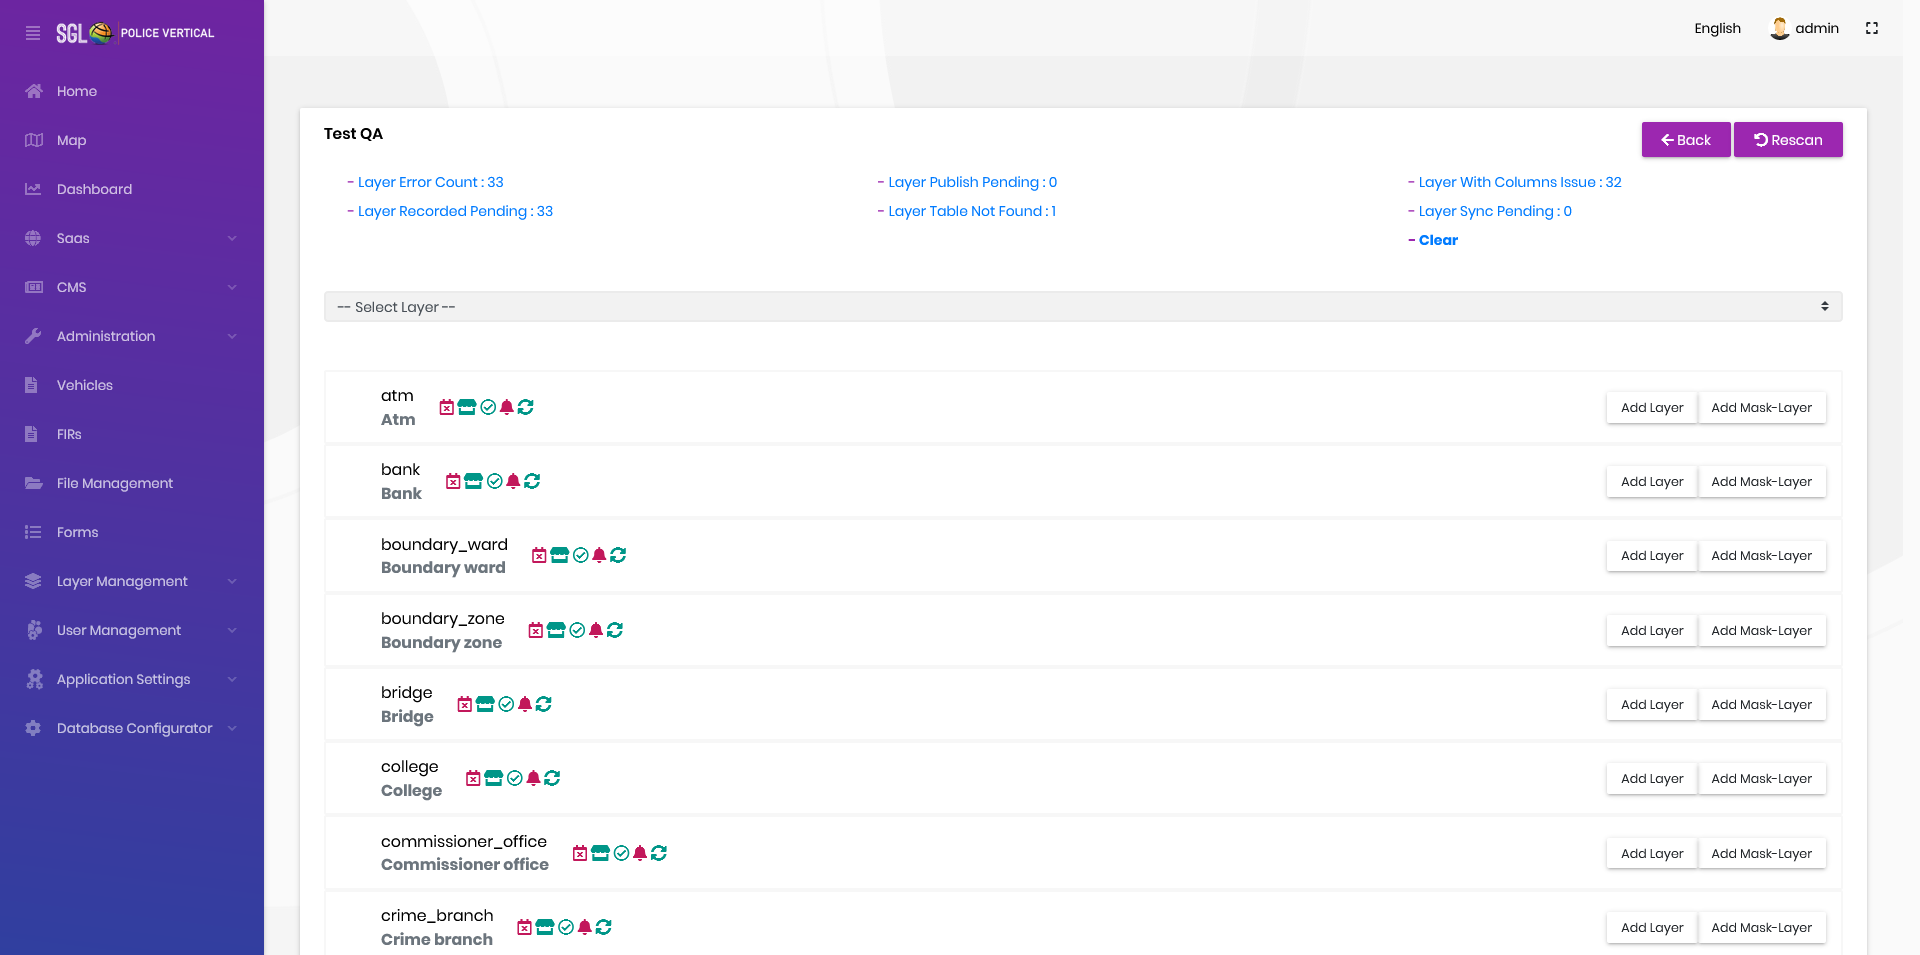 SGL POLICE VERTICAL
English
admin
Home
Map
Dashboard
Saas
CMS
Administration
Vehicles
FIRs
File Management
Forms
Layer Management
User Management
Application Settings
Database Configurator
Test QA
Back
Rescan
- Layer Error Count : 33
- Layer Publish Pending : 0
- Layer With Columns Issue : 32
- Layer Recorded Pending : 33
- Layer Table Not Found : 1
- Layer Sync Pending : 0
- Clear
-- Select Layer --
atm
Atm
Add Layer
Add Mask-Layer
bank
Bank
Add Layer
Add Mask-Layer
boundary_ward
Boundary ward
Add Layer
Add Mask-Layer
boundary_zone
Boundary zone
Add Layer
Add Mask-Layer
bridge
Bridge
Add Layer
Add Mask-Layer
college
College
Add Layer
Add Mask-Layer
commissioner_office
Commissioner office
Add Layer
Add Mask-Layer
crime_branch
Crime branch
Add Layer
Add Mask-Layer